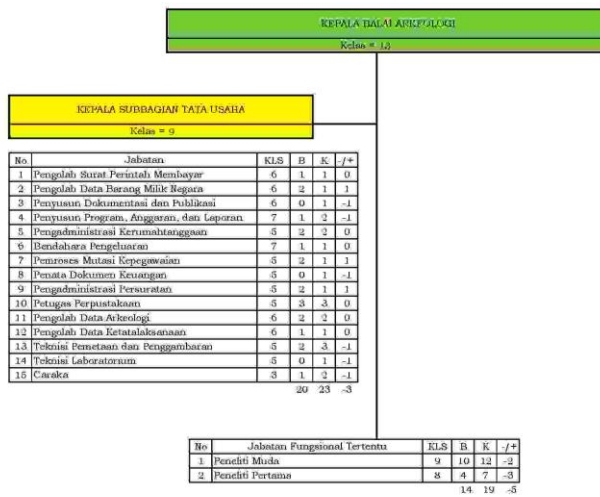 KEPALA BALAI ARKEOLOGI
Kelas = 13
KEPALA SUBBAGIAN TATA USAHA
Kelas = 9
No. Jabatan KLS B K -/+
1 Pengolah Surat Perintah Membayar 6 1 1 0
2 Pengolah Data Barang Milik Negara 6 2 1 1
3 Penyusun Dokumentasi dan Publikasi 6 0 1 -1
4 Penyusun Program, Anggaran, dan Laporan 7 1 2 -1
5 Pengadministrasi Kerumahtanggaan 5 2 2 0
6 Bendahara Pengeluaran 7 1 1 0
7 Pemroses Mutasi Kepegawaian 5 2 1 1
8 Penata Dokumen Keuangan 5 0 1 -1
9 Pengadministrasi Persuratan 5 2 1 1
10 Petugas Perpustakaan 5 3 3 0
11 Pengolah Data Arkeologi 6 2 2 0
12 Pengolah Data Ketatalaksanaan 6 1 1 0
13 Teknisi Pemetaan dan Penggambaran 5 2 3 -1
14 Teknisi Laboratorium 5 0 1 -1
15 Caraka 3 1 2 -1
20 23 -3
No Jabatan Fungsional Tertentu KLS B K -/+
1 Peneliti Muda 9 10 12 -2
2 Peneliti Pertama 8 4 7 -3
14 19 -5